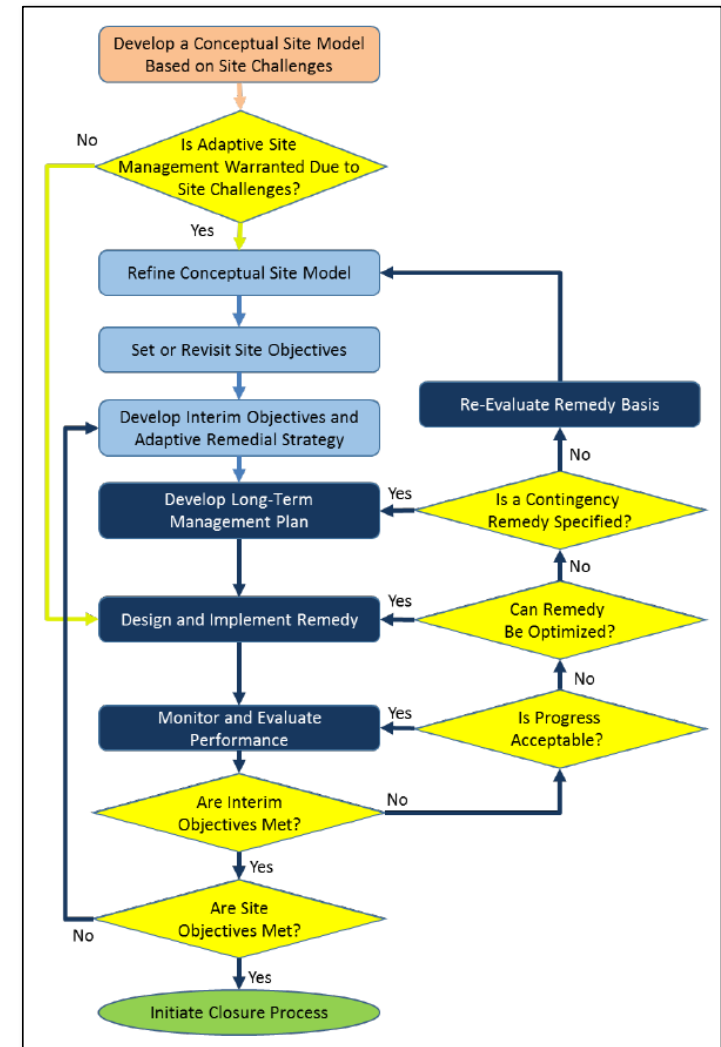 Develop a Conceptual Site Model
Based on Site Challenges
No
Is Adaptive Site
Management Warranted Due to
Site Challenges?
Yes
Refine Conceptual Site Model
Set or Revisit Site Objectives
Develop Interim Objectives and
Adaptive Remedial Strategy
Re-Evaluate Remedy Basis
No
Develop Long-Term
Management Plan
Yes
Is a Contingency
Remedy Specified?
No
Design and Implement Remedy
Yes
Can Remedy
Be Optimized?
No
Monitor and Evaluate
Performance
Yes
Is Progress
Acceptable?
Are Interim
Objectives Met?
No
Yes
Are Site
Objectives Met?
No
Yes
Initiate Closure Process